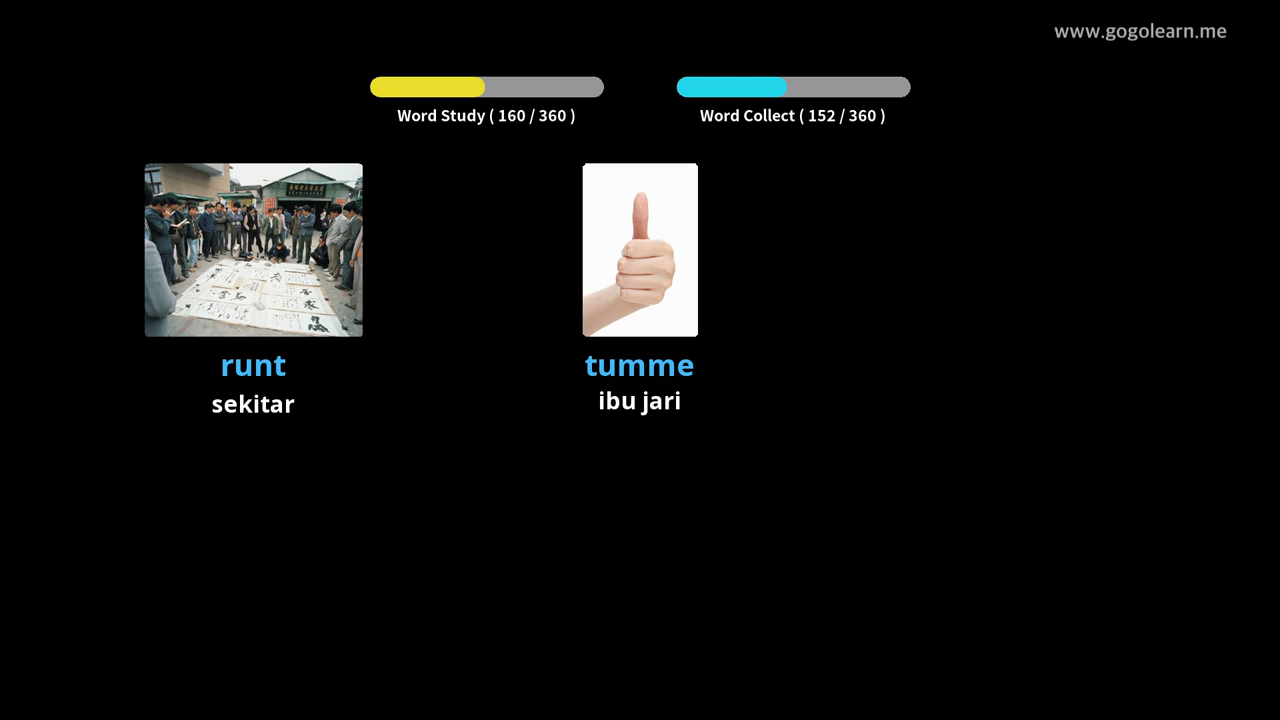 www.gogolearn.me
Word Study ( 160 / 360 )
Word Collect ( 152 / 360 )
runt
sekitar
tumme
ibu jari